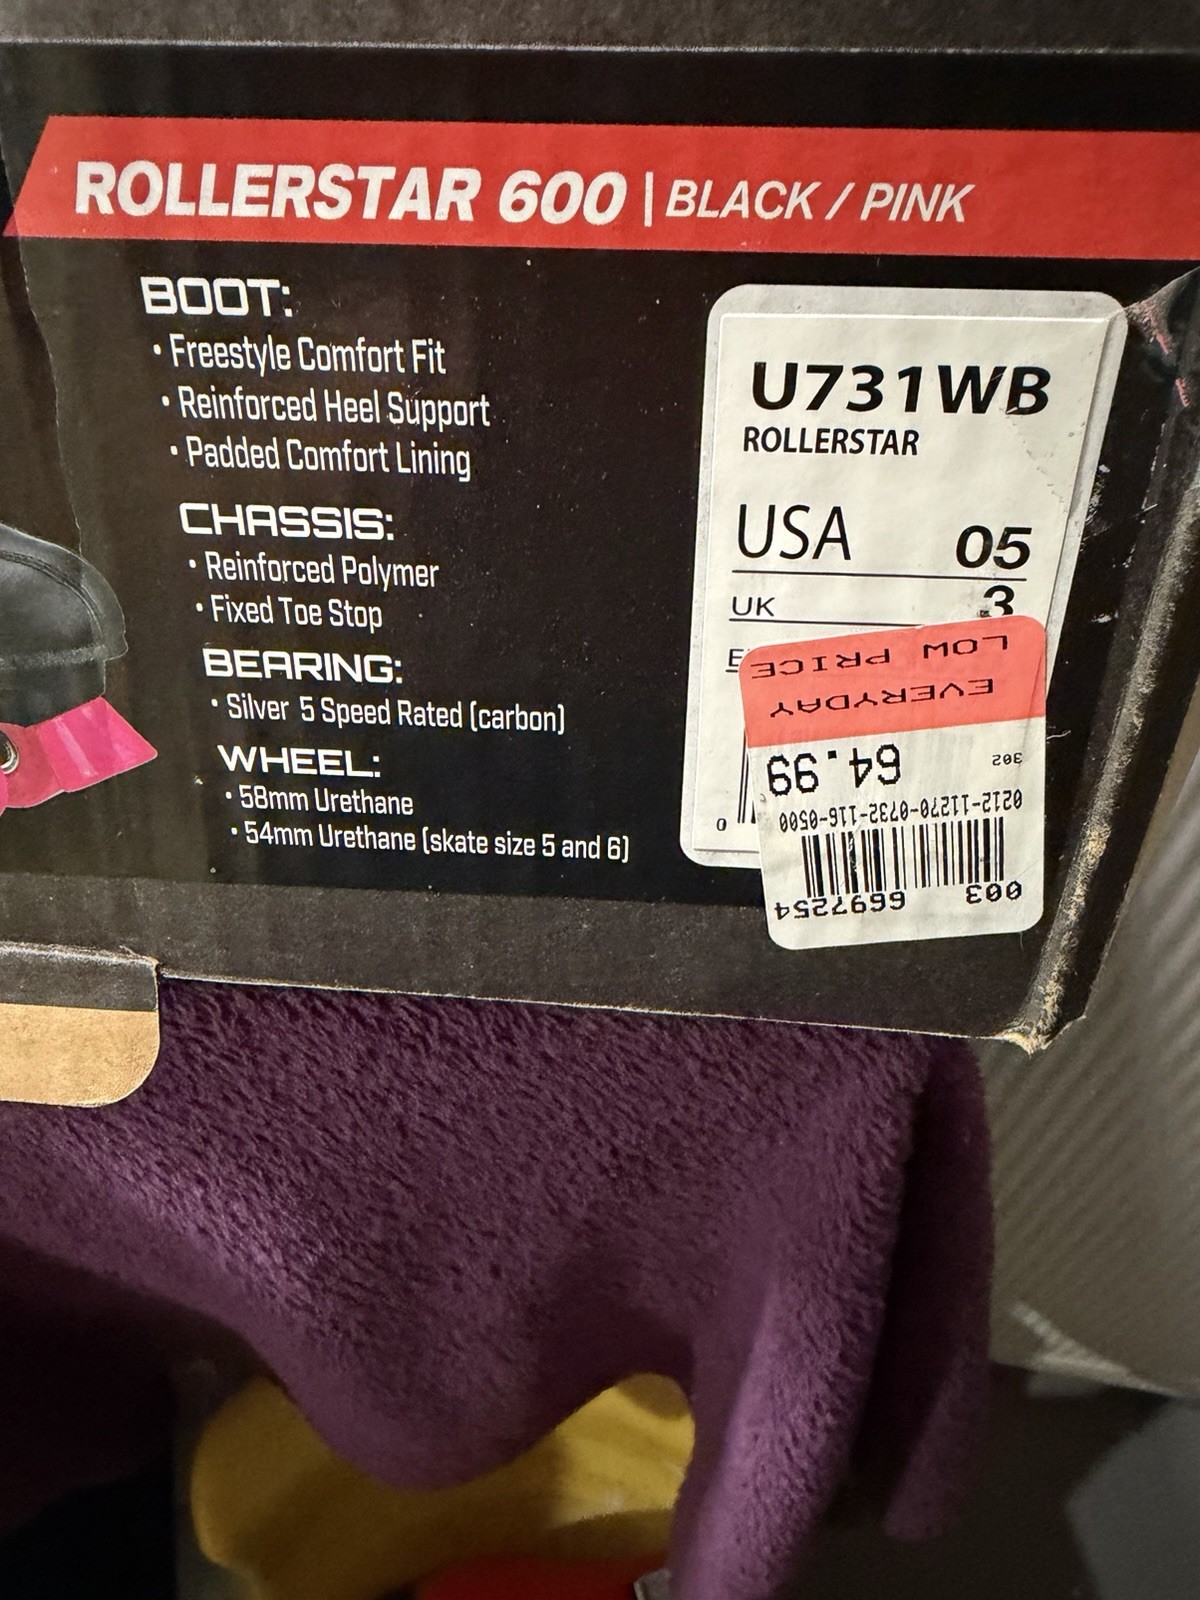 ROLLERSTAR 600 | BLACK / PINK
BOOT:
• Freestyle Comfort Fit
• Reinforced Heel Support
• Padded Comfort Lining
CHASSIS:
• Reinforced Polymer
• Fixed Toe Stop
BEARING:
• Silver 5 Speed Rated (carbon)
WHEEL:
• 58mm Urethane
• 54mm Urethane (skate size 5 and 6)
U731WB
ROLLERSTAR
USA 05
UK 3
E
0
003 6697254
0212-11270-0732-116-0500
302 64.99
EVERYDAY
LOW PRICE